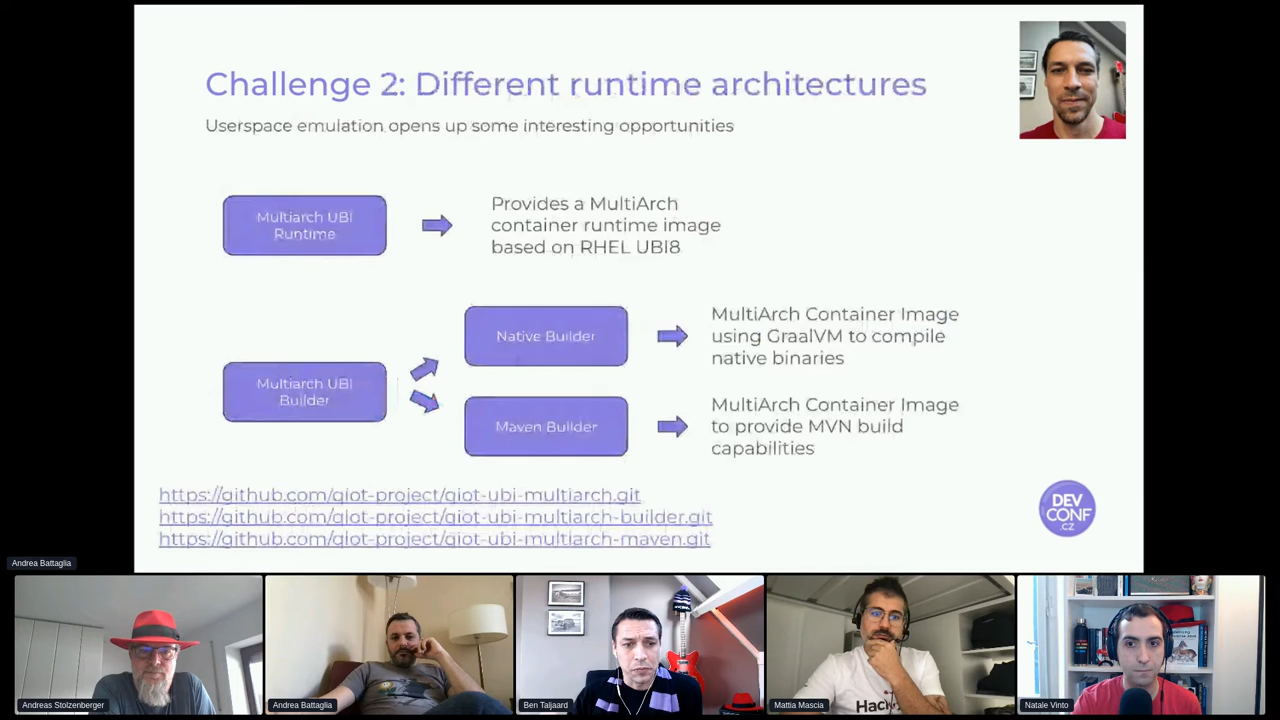 Challenge 2: Different runtime architectures
Userspace emulation opens up some interesting opportunities
Multiarch UBI
Runtime
Provides a MultiArch
container runtime image
based on RHEL UBI8
Native Builder
MultiArch Container Image
using GraalVM to compile
native binaries
Multiarch UBI
Builder
Maven Builder
MultiArch Container Image
to provide MVN build
capabilities
https://github.com/qiot-project/qiot-ubi-multiarch.git
https://github.com/qiot-project/qiot-ubi-multiarch-builder.git
https://github.com/qiot-project/qiot-ubi-multiarch-maven.git
DEV
CONF
.cz
Andrea Battaglia
Andreas Stolzenberger
Andrea Battaglia
Ben Taljaard
Mattia Mascia
Natale Vinto